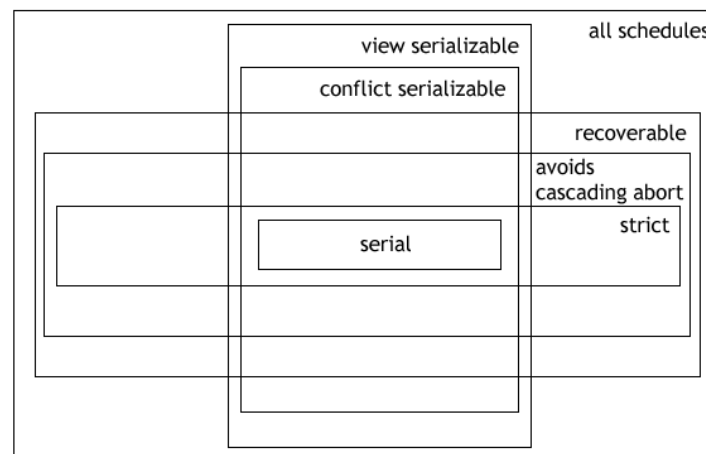 all schedules
view serializable
conflict serializable
recoverable
avoids
cascading abort
strict
serial